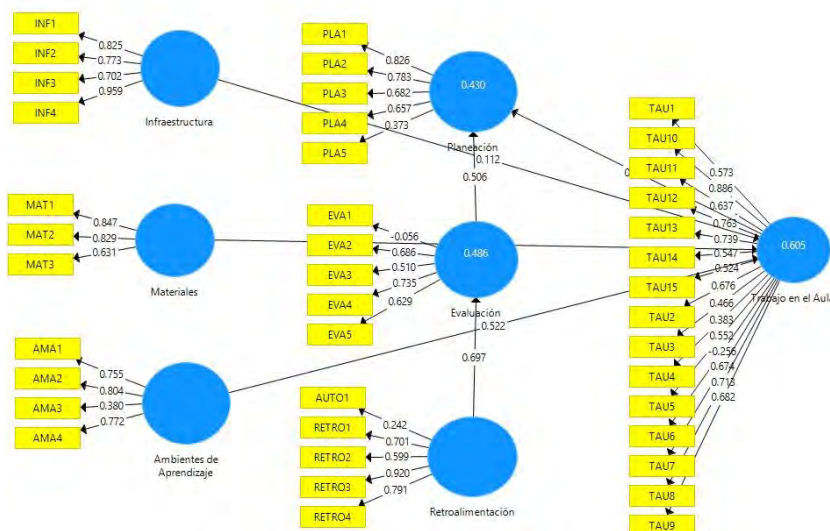 INF1
INF2
INF3
INF4
0.825
0.773
0.702
0.959
Infraestructura
MAT1
MAT2
MAT3
0.847
0.829
0.631
Materiales
AMA1
AMA2
AMA3
AMA4
0.755
0.804
0.380
0.772
Ambientes de
Aprendizaje
PLA1
PLA2
PLA3
PLA4
PLA5
0.826
0.783
0.682
0.657
0.373
0.430
Planeación
0.112
0.506
EVA1
EVA2
EVA3
EVA4
EVA5
-0.056
0.686
0.510
0.735
0.629
0.486
Evaluación
0.522
0.697
AUTO1
RETRO1
RETRO2
RETRO3
RETRO4
0.242
0.701
0.599
0.920
0.791
Retroalimentación
TAU1
TAU10
TAU11
TAU12
TAU13
TAU14
TAU15
TAU2
TAU3
TAU4
TAU5
TAU6
TAU7
TAU8
TAU9
0.573
0.886
0.637
0.763
0.739
0.547
0.524
0.676
0.466
0.383
0.552
-0.256
0.674
0.713
0.682
0.605
Trabajo en el Aula